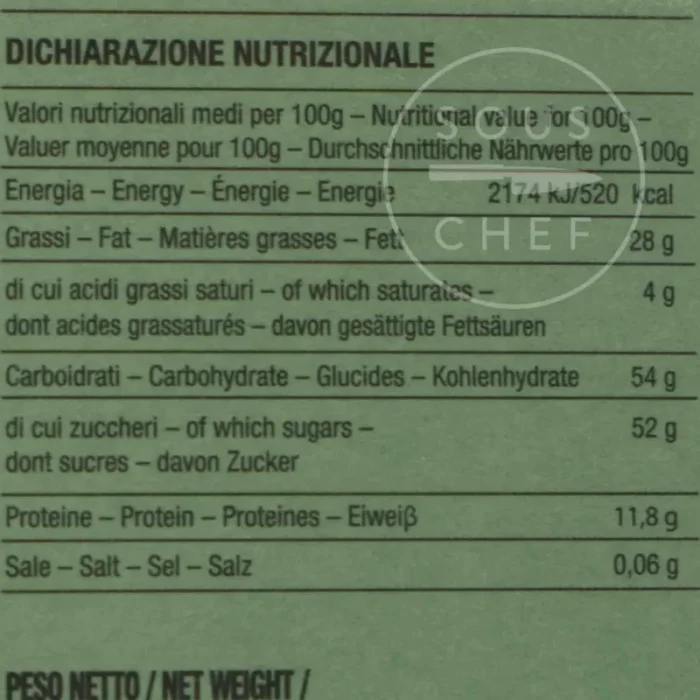 DICHIARAZIONE NUTRIZIONALE
Valori nutrizionali medi per 100g – Nutritional value for 100g –
Valuer moyenne pour 100g – Durchschnittliche Nährwerte pro 100g
Energia – Energy – Énergie – Energie 2174 kJ/520 kcal
Grassi – Fat – Matières grasses – Fett 28 g
di cui acidi grassi saturi – of which saturates – 4 g
dont acides grassaturés – davon gesättigte Fettsäuren
Carboidrati – Carbohydrate – Glucides – Kohlenhydrate 54 g
di cui zuccheri – of which sugars – 52 g
dont sucres – davon Zucker
Proteine – Protein – Proteines – Eiweiß 11,8 g
Sale – Salt – Sel – Salz 0,06 g
PESO NETTO / NET WEIGHT /
SOUS
CHEF